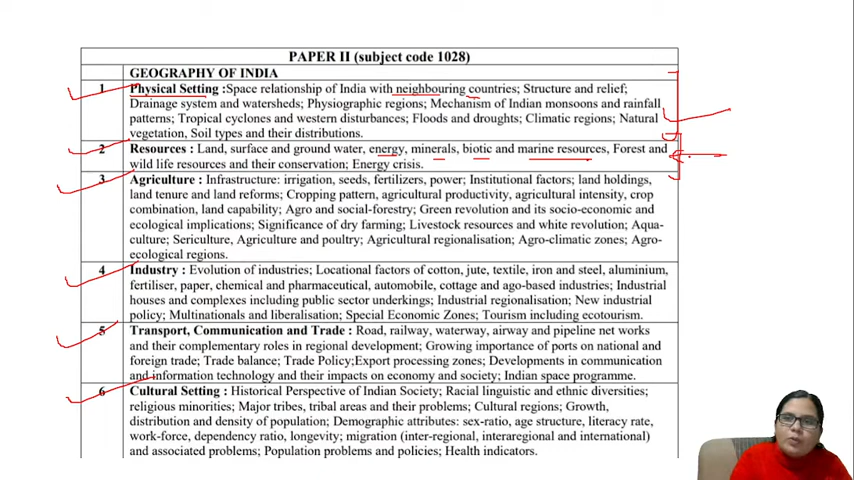 PAPER II (subject code 1028)
GEOGRAPHY OF INDIA
1 Physical Setting :Space relationship of India with neighbouring countries; Structure and relief;
Drainage system and watersheds; Physiographic regions; Mechanism of Indian monsoons and rainfall
patterns; Tropical cyclones and western disturbances; Floods and droughts; Climatic regions; Natural
vegetation, Soil types and their distributions.
2 Resources : Land, surface and ground water, energy, minerals, biotic and marine resources, Forest and
wild life resources and their conservation; Energy crisis.
3 Agriculture : Infrastructure: irrigation, seeds, fertilizers, power; Institutional factors; land holdings,
land tenure and land reforms; Cropping pattern, agricultural productivity, agricultural intensity, crop
combination, land capability; Agro and social-forestry; Green revolution and its socio-economic and
ecological implications; Significance of dry farming; Livestock resources and white revolution; Aqua-
culture; Sericulture, Agriculture and poultry; Agricultural regionalisation; Agro-climatic zones; Agro-
ecological regions.
4 Industry : Evolution of industries; Locational factors of cotton, jute, textile, iron and steel, aluminium,
fertiliser, paper, chemical and pharmaceutical, automobile, cottage and ago-based industries; Industrial
houses and complexes including public sector underkings; Industrial regionalisation; New industrial
policy; Multinationals and liberalisation; Special Economic Zones; Tourism including ecotourism.
5 Transport, Communication and Trade : Road, railway, waterway, airway and pipeline net works
and their complementary roles in regional development; Growing importance of ports on national and
foreign trade; Trade balance; Trade Policy;Export processing zones; Developments in communication
and information technology and their impacts on economy and society; Indian space programme.
6 Cultural Setting : Historical Perspective of Indian Society; Racial linguistic and ethnic diversities;
religious minorities; Major tribes, tribal areas and their problems; Cultural regions; Growth,
distribution and density of population; Demographic attributes: sex-ratio, age structure, literacy rate,
work-force, dependency ratio, longevity; migration (inter-regional, interaregional and international)
and associated problems; Population problems and policies; Health indicators.